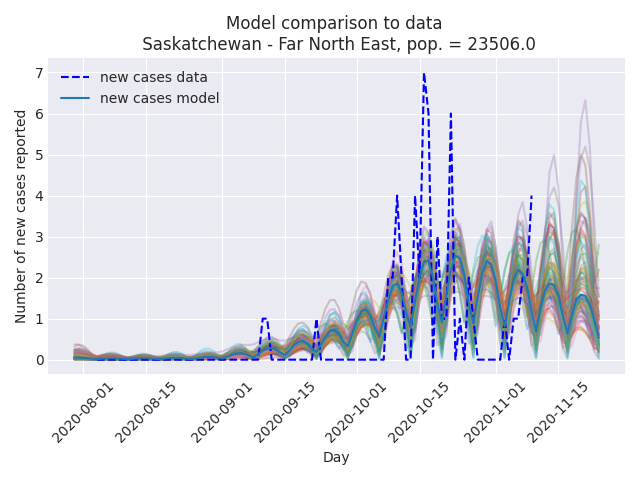 Model comparison to data
Saskatchewan - Far North East, pop. = 23506.0
new cases data
new cases model
Number of new cases reported
7
6
5
4
3
2
1
0
2020-08-01
2020-08-15
2020-09-01
2020-09-15
2020-10-01
2020-10-15
2020-11-01
2020-11-15
Day